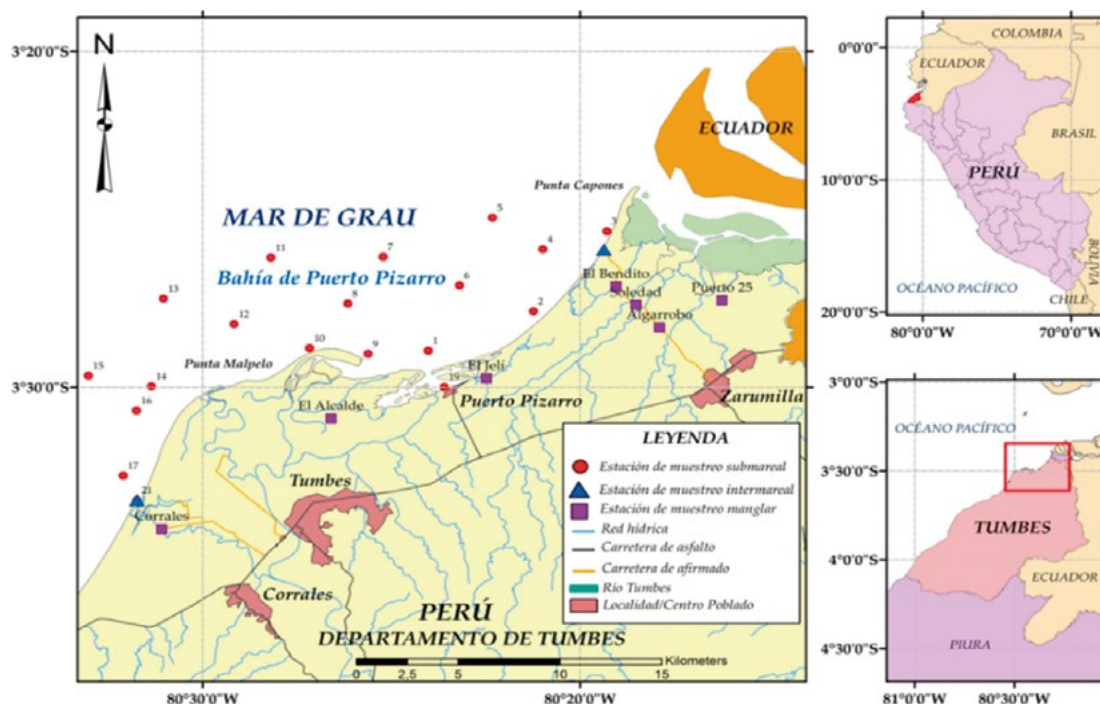 N
3°20'0"S
3°30'0"S
80°30'0"W
80°20'0"W
ECUADOR
Punta Capones
MAR DE GRAU
Bahía de Puerto Pizarro
5
3
4
11
7
6
13
8
2
12
10
9
1
15
14
16
19
17
21
El Bendito
Soledad
Puerto 25
Algarrobo
Punta Malpelo
El Jelí
Puerto Pizarro
Zarumilla
El Alcalde
Tumbes
Corrales
Corrales
PERÚ
DEPARTAMENTO DE TUMBES
0 2,5 5 10 15
Kilometers
LEYENDA
Estación de muestreo submareal
Estación de muestreo intermareal
Estación de muestreo manglar
Red hídrica
Carretera de asfalto
Carretera de afirmado
Río Tumbes
Localidad/Centro Poblado
COLOMBIA
ECUADOR
BRASIL
PERÚ
BOLIVIA
OCÉANO PACÍFICO
CHILE
0°0'0"
10°0'0"S
20°0'0"S
80°0'0"W
70°0'0"W
3°0'0"S
3°30'0"S
4°0'0"S
4°30'0"S
OCÉANO PACÍFICO
TUMBES
ECUADOR
PIURA
81°0'0"W
80°30'0"W